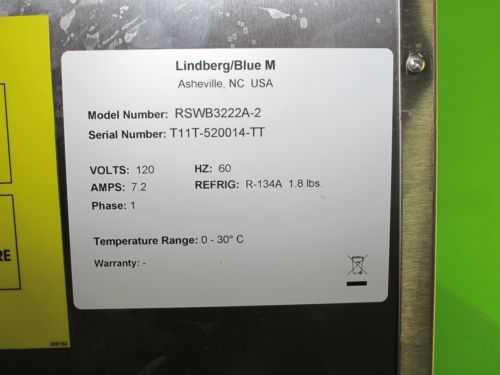 Lindberg/Blue M
Asheville, NC USA
Model Number: RSWB3222A-2
Serial Number: T11T-520014-TT
VOLTS: 120 HZ: 60
AMPS: 7.2 REFRIG: R-134A 1.8 lbs.
Phase: 1
Temperature Range: 0 - 30° C
Warranty: -
RE